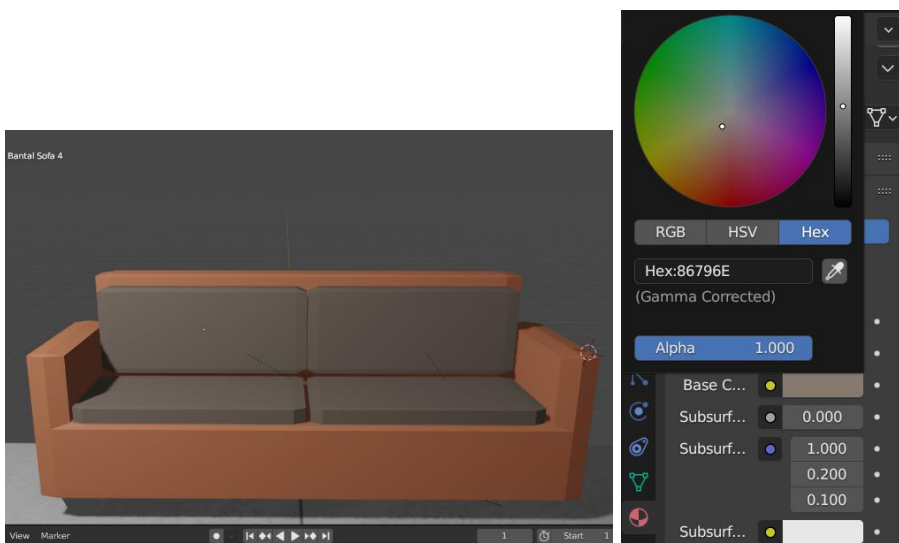 Bantal Sofa 4
View Marker 1 Start 1
RGB HSV Hex
Hex:86796E
(Gamma Corrected)
Alpha 1.000
Base C...
Subsurf... 0.000
Subsurf... 1.000
0.200
0.100
Subsurf...